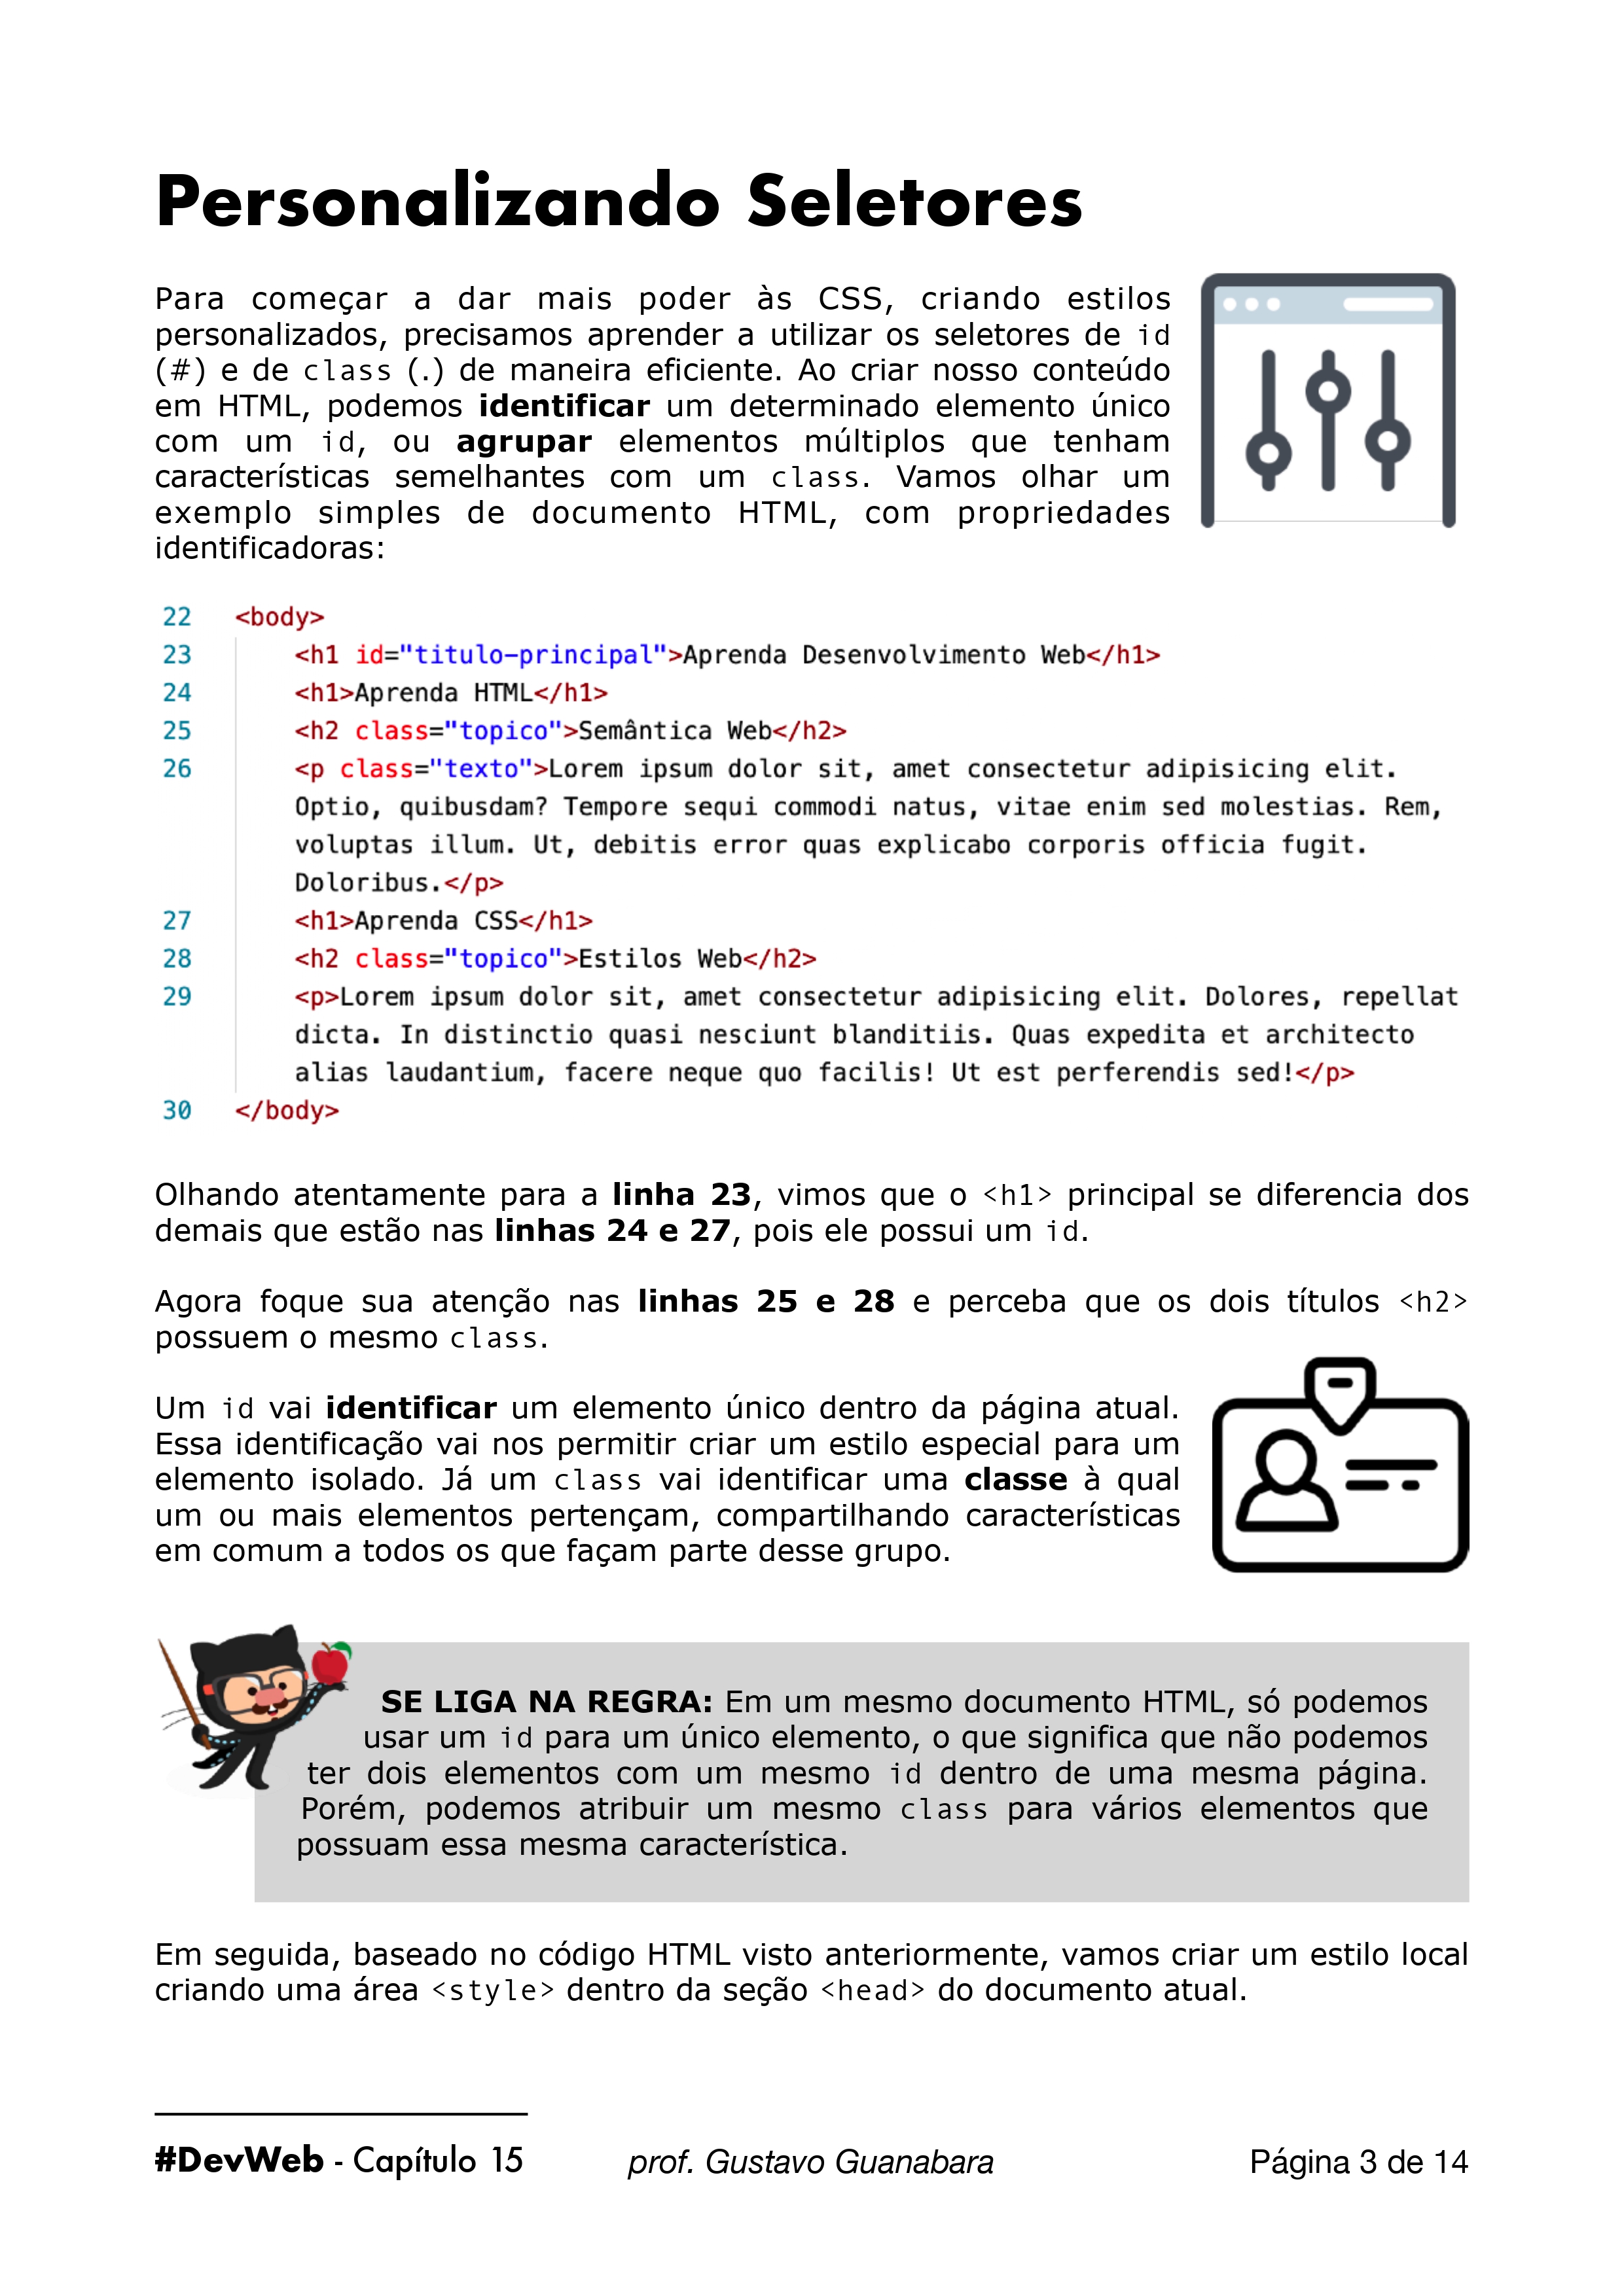 Personalizando Seletores
Para começar a dar mais poder às CSS, criando estilos
personalizados, precisamos aprender a utilizar os seletores de id
(#) e de class (.) de maneira eficiente. Ao criar nosso conteúdo
em HTML, podemos identificar um determinado elemento único
com um id, ou agrupar elementos múltiplos que tenham
características semelhantes com um class. Vamos olhar um
exemplo simples de documento HTML, com propriedades
identificadoras:
22 <body>
23 <h1 id="titulo-principal">Aprenda Desenvolvimento Web</h1>
24 <h1>Aprenda HTML</h1>
25 <h2 class="topico">Semântica Web</h2>
26 <p class="texto">Lorem ipsum dolor sit, amet consectetur adipisicing elit.
Optio, quibusdam? Tempore sequi commodi natus, vitae enim sed molestias. Rem,
voluptas illum. Ut, debitis error quas explicabo corporis officia fugit.
Doloribus.</p>
27 <h1>Aprenda CSS</h1>
28 <h2 class="topico">Estilos Web</h2>
29 <p>Lorem ipsum dolor sit, amet consectetur adipisicing elit. Dolores, repellat
dicta. In distinctio quasi nesciunt blanditiis. Quas expedita et architecto
alias laudantium, facere neque quo facilis! Ut est perferendis sed!</p>
30 </body>
Olhando atentamente para a linha 23, vimos que o <h1> principal se diferencia dos
demais que estão nas linhas 24 e 27, pois ele possui um id.
Agora foque sua atenção nas linhas 25 e 28 e perceba que os dois títulos <h2>
possuem o mesmo class.
Um id vai identificar um elemento único dentro da página atual.
Essa identificação vai nos permitir criar um estilo especial para um
elemento isolado. Já um class vai identificar uma classe à qual
um ou mais elementos pertençam, compartilhando características
em comum a todos os que façam parte desse grupo.
SE LIGA NA REGRA: Em um mesmo documento HTML, só podemos
usar um id para um único elemento, o que significa que não podemos
ter dois elementos com um mesmo id dentro de uma mesma página.
Porém, podemos atribuir um mesmo class para vários elementos que
possuam essa mesma característica.
Em seguida, baseado no código HTML visto anteriormente, vamos criar um estilo local
criando uma área <style> dentro da seção <head> do documento atual.
#DevWeb - Capítulo 15 prof. Gustavo Guanabara Página 3 de 14